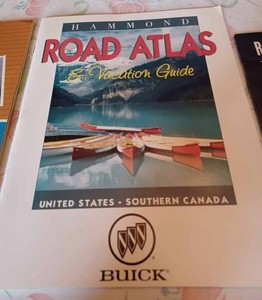 HAMMOND
ROAD ATLAS
& Vacation Guide
UNITED STATES • SOUTHERN CANADA
BUICK